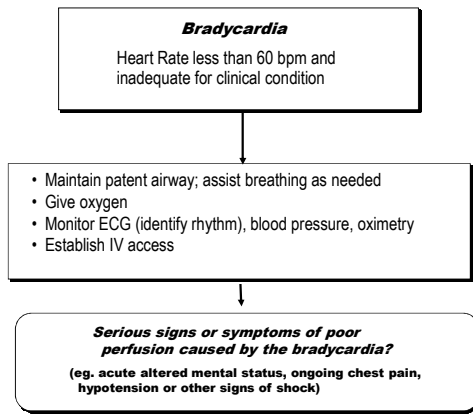 Bradycardia
Heart Rate less than 60 bpm and
inadequate for clinical condition
• Maintain patent airway; assist breathing as needed
• Give oxygen
• Monitor ECG (identify rhythm), blood pressure, oximetry
• Establish IV access
Serious signs or symptoms of poor
perfusion caused by the bradycardia?
(eg. acute altered mental status, ongoing chest pain,
hypotension or other signs of shock)